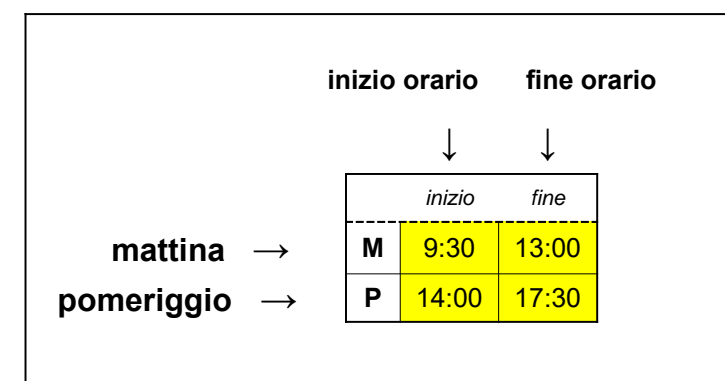 inizio orario fine orario
↓ ↓
inizio fine
mattina → M 9:30 13:00
pomeriggio → P 14:00 17:30